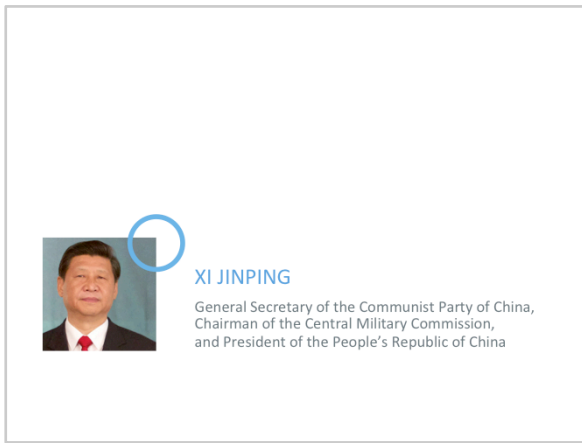 XI JINPING
General Secretary of the Communist Party of China,
Chairman of the Central Military Commission,
and President of the People’s Republic of China